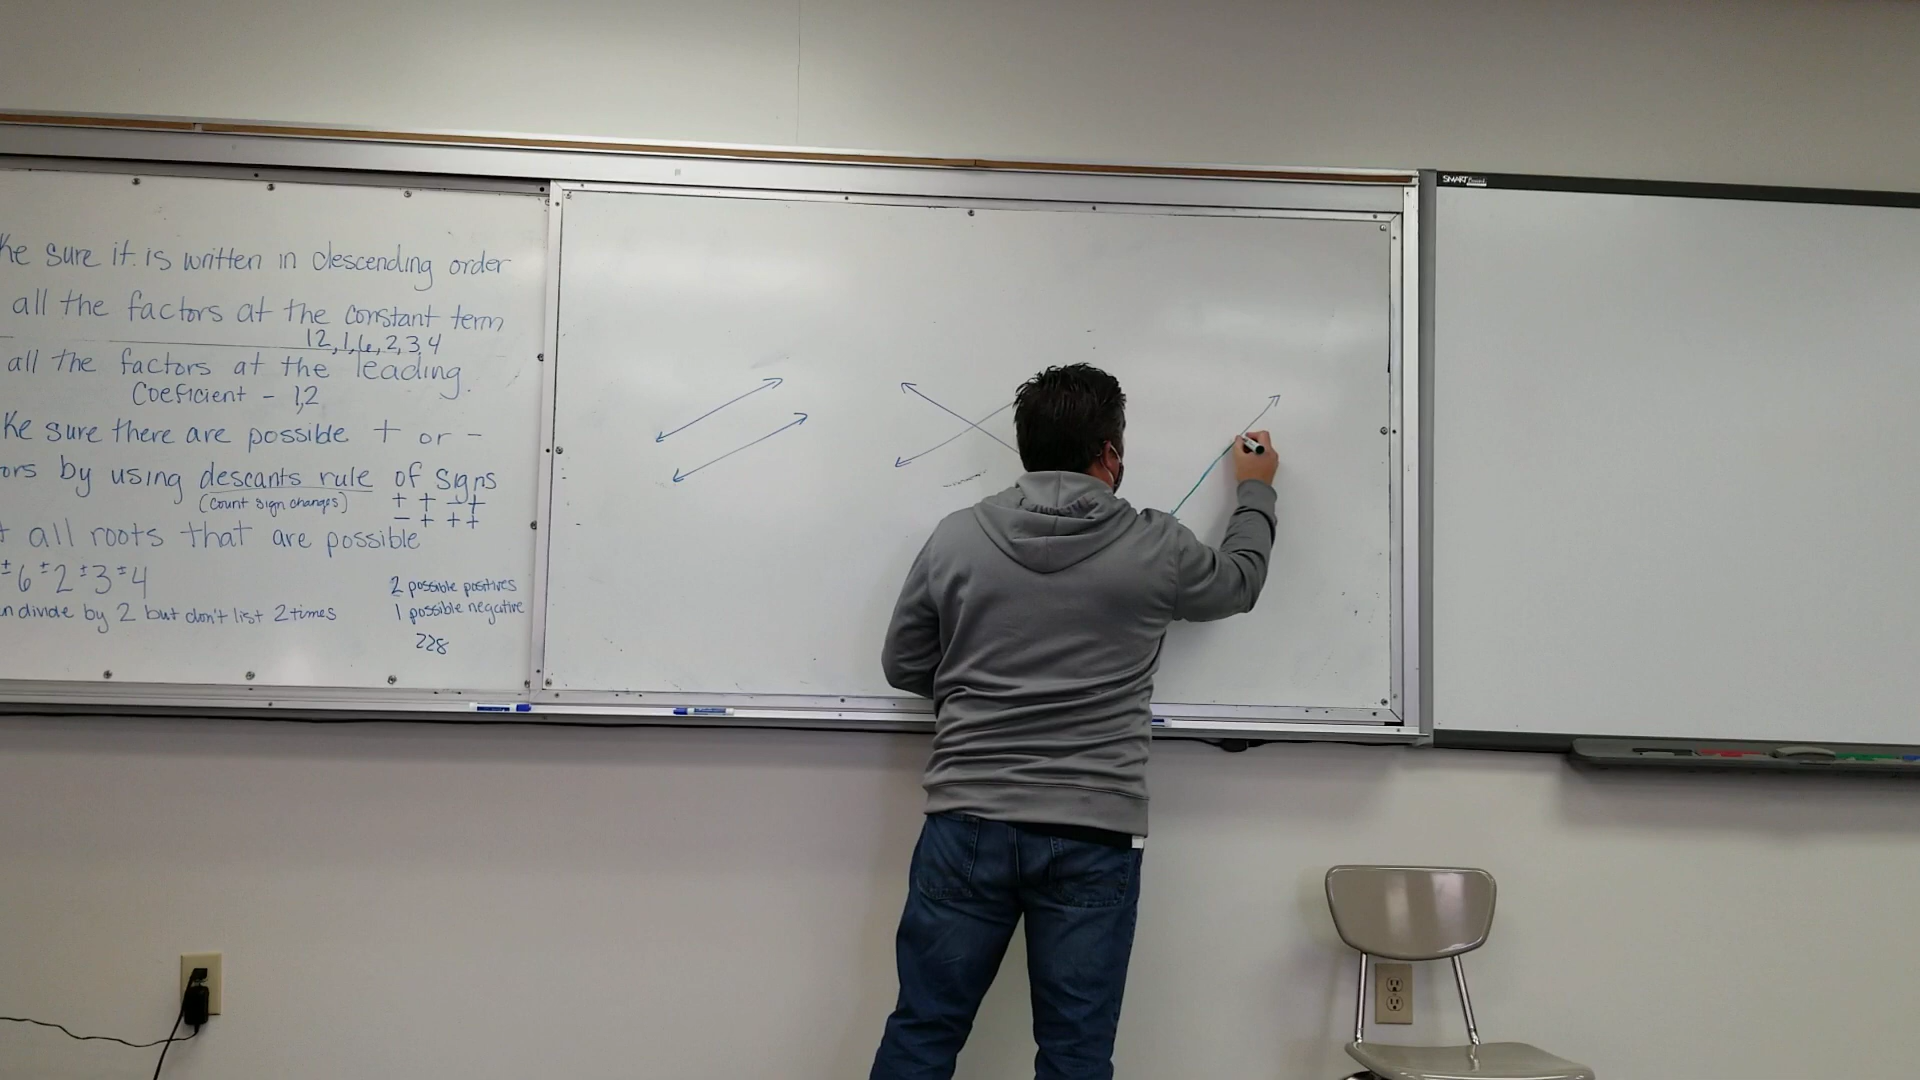 ke sure it is written in descending order
all the factors at the constant term
12, 1, 6, 2, 3, 4
all the factors at the leading.
Coeficient - 1,2
ke sure there are possible + or -
ors by using descants rule of signs
(count sign changes) + + - +
- + + +
t all roots that are possible
±6 ±2 ±3 ±4
n divide by 2 but don't list 2 times
2 possible positives
1 possible negative
228
SMART Board